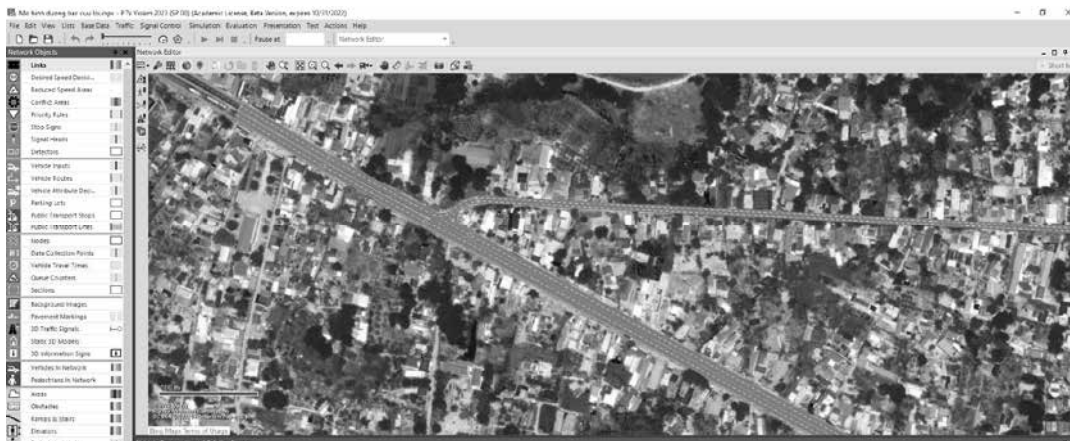 Mo hinh duong ban cuu bo.inpx - PTV Vissim 2023 (SP 00) (Academic License, Beta Version, expires 10/31/2022)
File Edit View Lists Base Data Traffic Signal Control Simulation Evaluation Presentation Test Actions Help
Pause at:
Network Editor
Network Objects
Network Editor
Links
Desired Speed Decisi...
Reduced Speed Areas
Conflict Areas
Priority Rules
Stop Signs
Signal Heads
Detectors
Vehicle Inputs
Vehicle Routes
Vehicle Attribute Deci...
Parking Lots
Public Transport Stops
Public Transport Lines
Nodes
Data Collection Points
Vehicle Travel Times
Queue Counters
Sections
Background Images
Pavement Markings
3D Traffic Signals
Static 3D Models
3D Information Signs
Vehicles In Network
Pedestrians In Network
Areas
Obstacles
Ramps & Stairs
Elevators
Bing Maps Terms of Usage